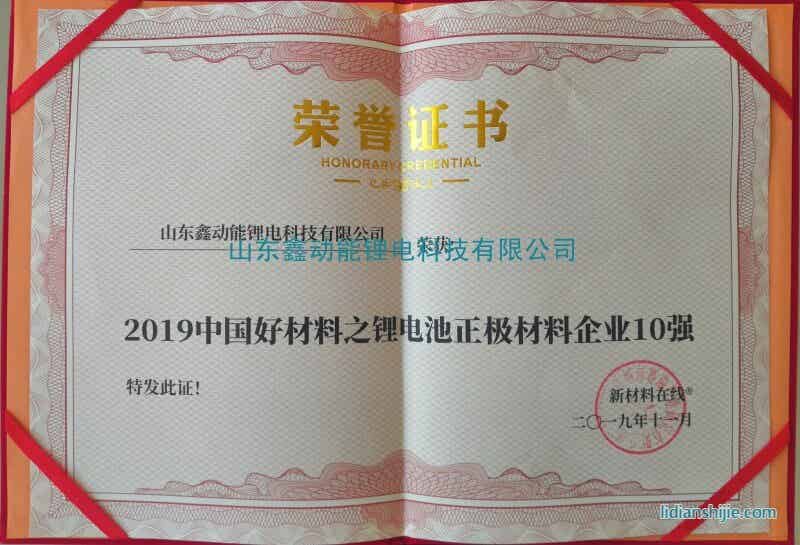 荣誉证书
HONORARY CREDENTIAL
山东鑫动能锂电科技有限公司 荣获
山东鑫动能锂电科技有限公司
2019中国好材料之锂电池正极材料企业10强
特发此证!
新材料在线®
二〇一九年十一月
lidianshijie.com